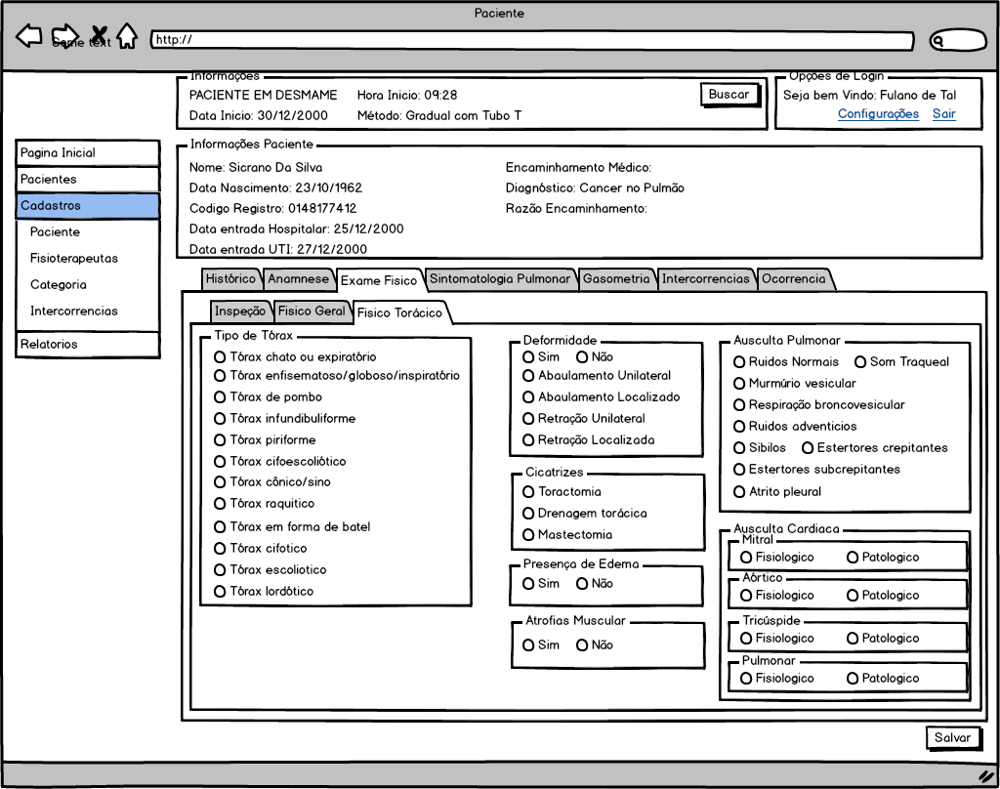 Paciente
Some text
http://
Informações
PACIENTE EM DESMAME Hora Inicio: 09:28
Data Inicio: 30/12/2000 Método: Gradual com Tubo T
Buscar
Opções de Login
Seja bem Vindo: Fulano de Tal
Configurações Sair
Pagina Inicial
Pacientes
Cadastros
Paciente
Fisioterapeutas
Categoria
Intercorrencias
Relatorios
Informações Paciente
Nome: Sicrano Da Silva
Data Nascimento: 23/10/1962
Codigo Registro: 0148177412
Data entrada Hospitalar: 25/12/2000
Data entrada UTI: 27/12/2000
Encaminhamento Médico:
Diagnóstico: Cancer no Pulmão
Razão Encaminhamento:
Histórico Anamnese Exame Fisico Sintomatologia Pulmonar Gasometria Intercorrencias Ocorrencia
Inspeção Fisico Geral Fisico Torácico
Tipo de Tórax
Tórax chato ou expiratório
Tórax enfisematoso/globoso/inspiratório
Tórax de pombo
Tórax infundibuliforme
Tórax piriforme
Tórax cifoescoliótico
Tórax cônico/sino
Tórax raquitico
Tórax em forma de batel
Tórax cifotico
Tórax escoliotico
Tórax lordótico
Deformidade
Sim Não
Abaulamento Unilateral
Abaulamento Localizado
Retração Unilateral
Retração Localizada
Cicatrizes
Toractomia
Drenagem torácica
Mastectomia
Presença de Edema
Sim Não
Atrofias Muscular
Sim Não
Ausculta Pulmonar
Ruidos Normais Som Traqueal
Murmúrio vesicular
Respiração broncovesicular
Ruidos adventicios
Sibilos Estertores crepitantes
Estertores subcrepitantes
Atrito pleural
Ausculta Cardiaca
Mitral
Fisiologico Patologico
Aórtico
Fisiologico Patologico
Tricúspide
Fisiologico Patologico
Pulmonar
Fisiologico Patologico
Salvar